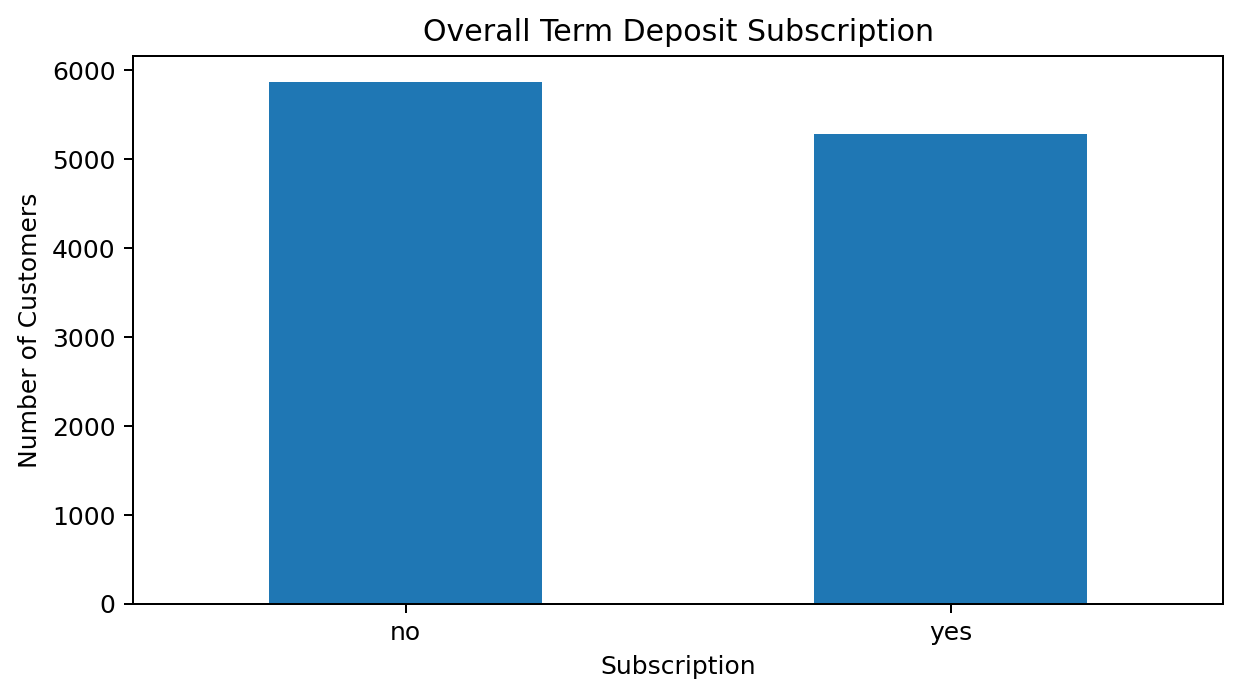 Overall Term Deposit Subscription
6000
5000
4000
3000
2000
1000
0
Number of Customers
no
yes
Subscription